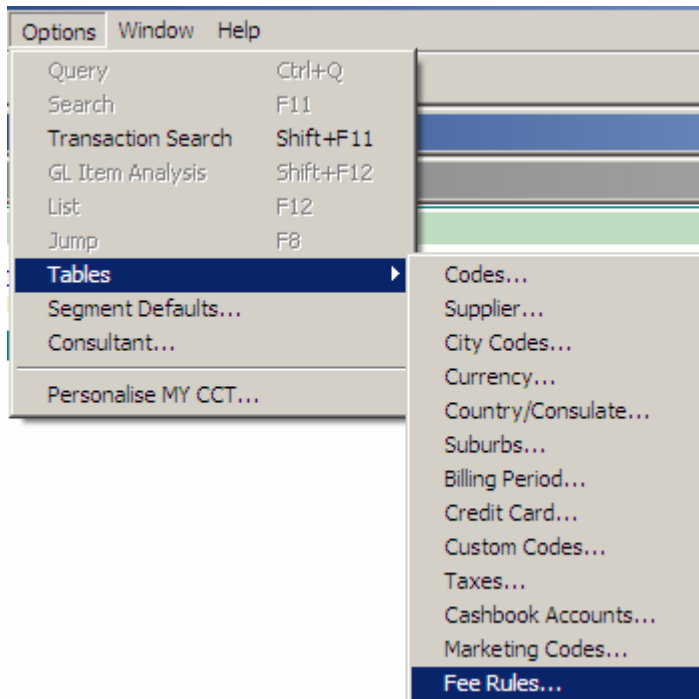 Options Window Help
Query Ctrl+Q
Search F11
Transaction Search Shift+F11
GL Item Analysis Shift+F12
List F12
Jump F8
Tables
Segment Defaults...
Consultant...
Personalise MY CCT...
Codes...
Supplier...
City Codes...
Currency...
Country/Consulate...
Suburbs...
Billing Period...
Credit Card...
Custom Codes...
Taxes...
Cashbook Accounts...
Marketing Codes...
Fee Rules...